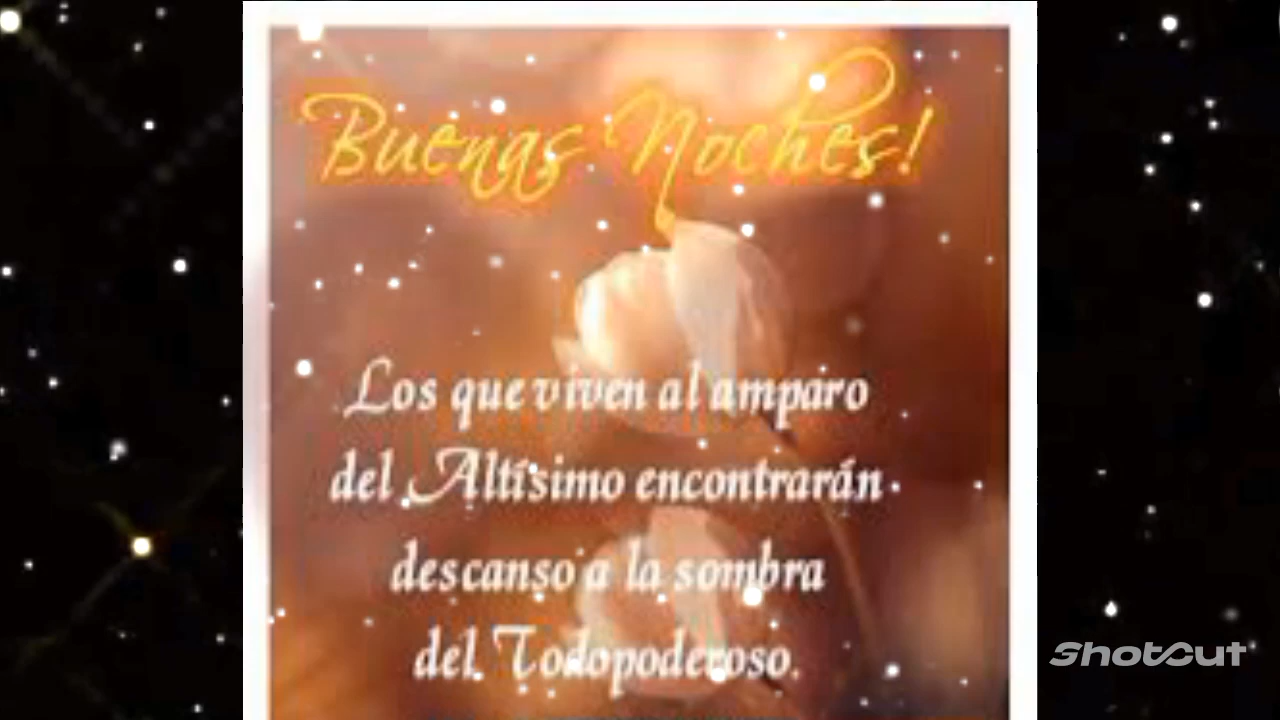 Buenas Noches!
Los que viven al amparo
del Altísimo encontrarán
descanso a la sombra
del Todopoderoso.
ShotCut